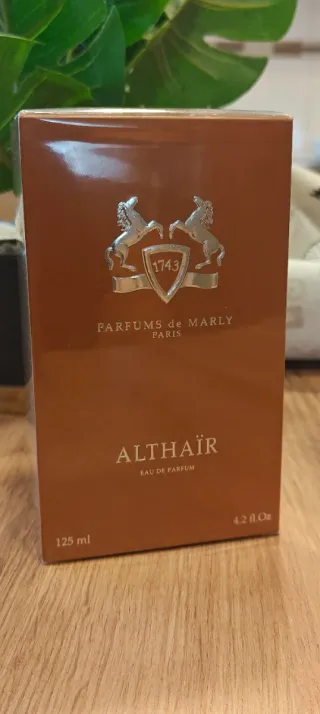 1743
PARFUMS de MARLY
PARIS
ALTHAÏR
EAU DE PARFUM
125 ml
4.2 fl.Oz